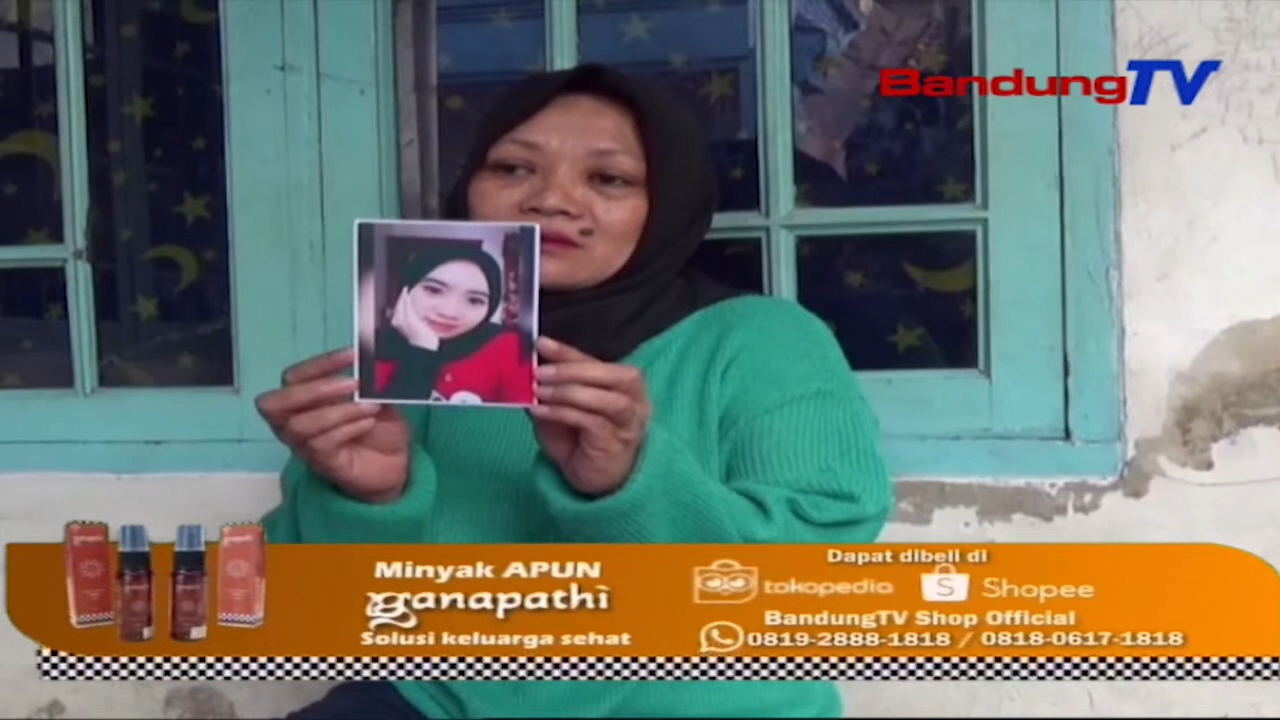 BandungTV
Minyak APUN
ganapathi
Solusi keluarga sehat
Dapat dibeli di
tokopedia
S Shopee
BandungTV Shop Official
0819-2888-1818 / 0818-0617-1818